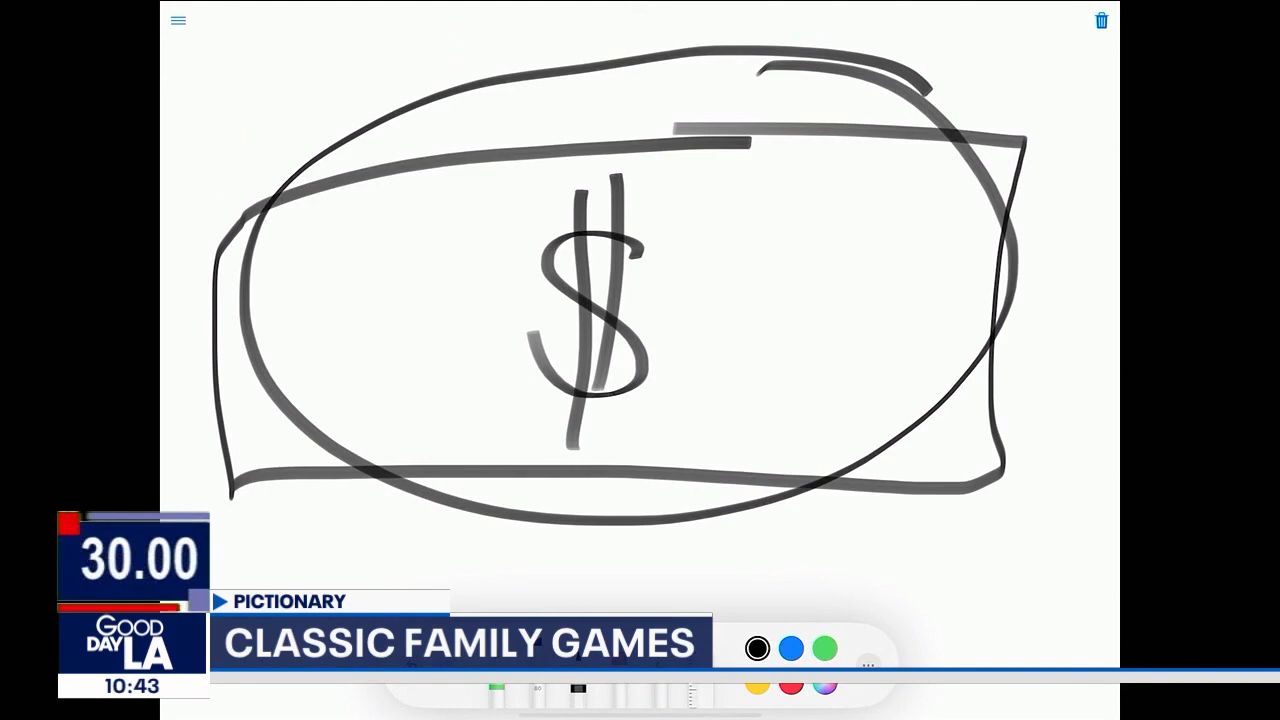 $
30.00
PICTIONARY
CLASSIC FAMILY GAMES
GOOD
DAY LA
10:43